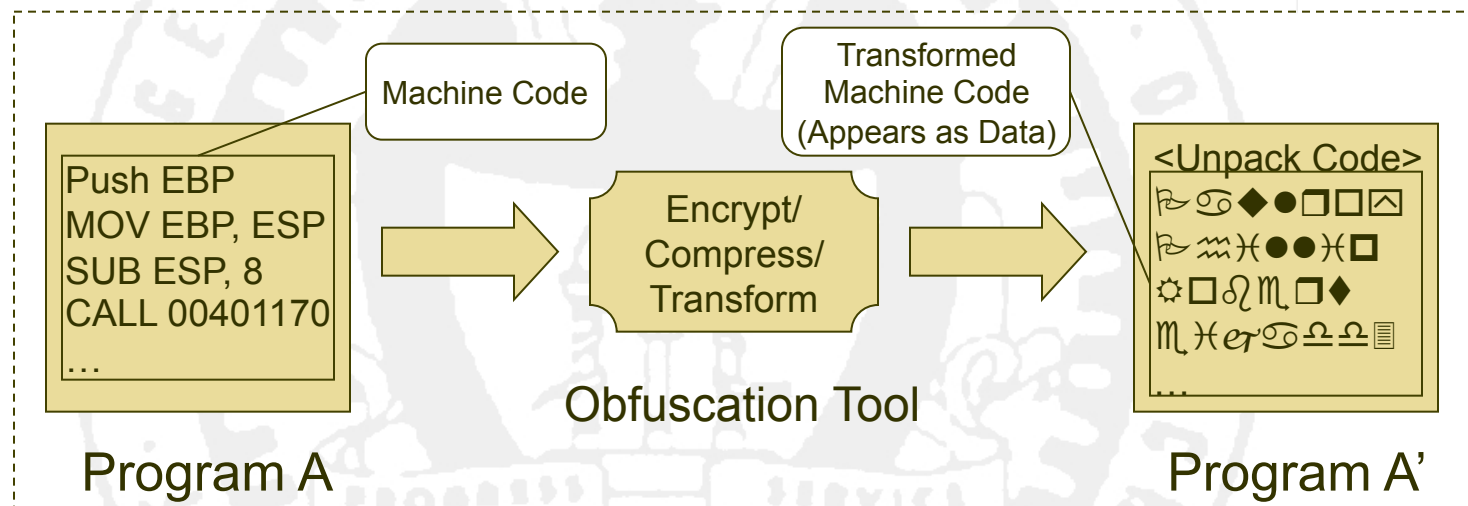 Machine Code
Transformed
Machine Code
(Appears as Data)
Push EBP
MOV EBP, ESP
SUB ESP, 8
CALL 00401170
…
Encrypt/
Compress/
Transform
<Unpack Code>
…
Obfuscation Tool
Program A
Program A’